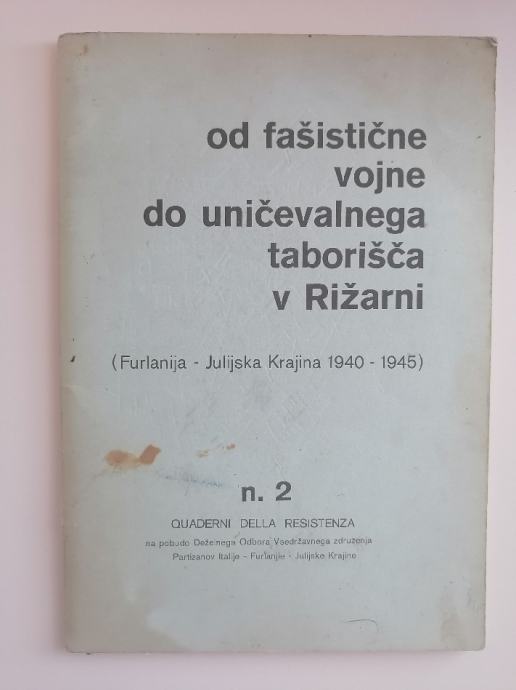 od fašistične
vojne
do uničevalnega
taborišča
v Rižarni
(Furlanija - Julijska Krajina 1940 - 1945)
n. 2
QUADERNI DELLA RESISTENZA
na pobudo Deželnega Odbora Vsedržavnega združenja
Partizanov Italije - Furlanije - Julijske Krajine